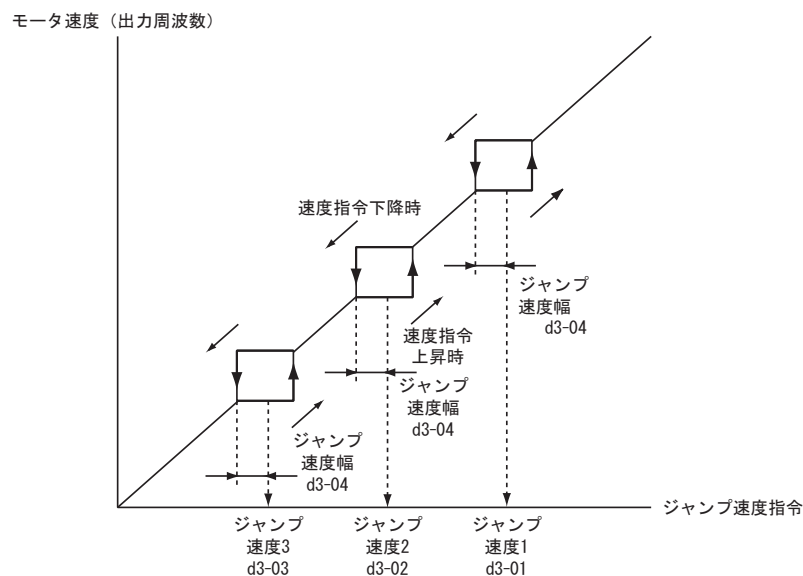 モータ速度（出力周波数）
速度指令下降時
ジャンプ
速度幅
d3-04
速度指令
上昇時
ジャンプ
速度幅
d3-04
ジャンプ
速度幅
d3-04
ジャンプ速度指令
ジャンプ
速度3
d3-03
ジャンプ
速度2
d3-02
ジャンプ
速度1
d3-01